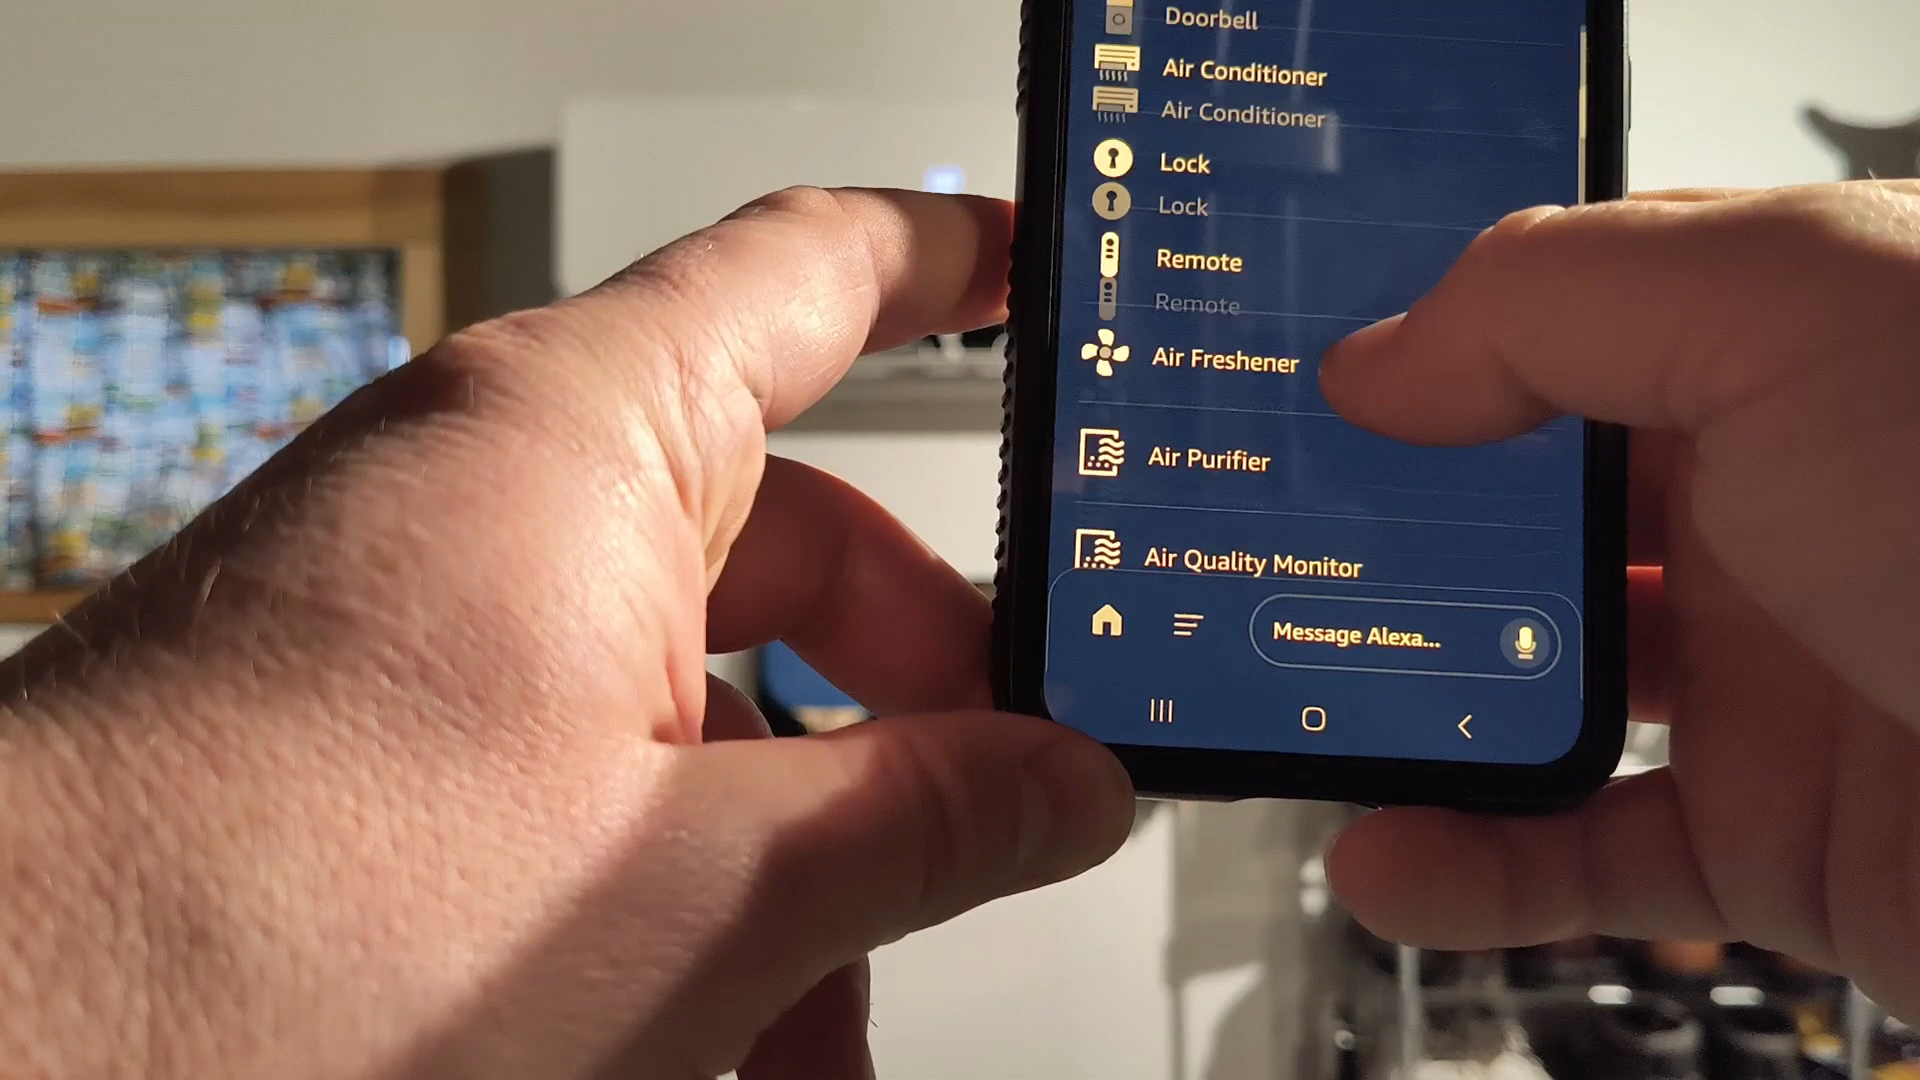 Doorbell
Air Conditioner
Air Conditioner
Lock
Lock
Remote
Remote
Air Freshener
Air Purifier
Air Quality Monitor
Message Alexa...